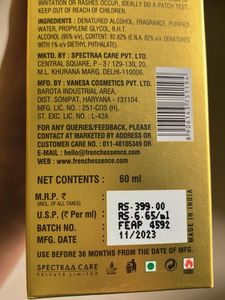 IRRITATION OR RASHES OCCUR, IDEALLY DO A PATCH TEST.
KEEP OUT OF REACH OF CHILDREN.
INGREDIENTS : DENATURED ALCOHOL, FRAGRANCE, PURIFIED
WATER, PROPYLENE GLYCOL, B.H.T.
ALCOHOL (95% v/v) CONTENT: 82.82% (E.N.A 82% DENATURED
WITH 1% v/v DIETHYL PHTHALATE).
MKTD. BY : SPECTRAA CARE PVT. LTD.
CENTRAL SQUARE, P - 3 / 129-130, 20,
M.L. KHURANA MARG, DELHI-110006.
MFD. BY : VANESA COSMETICS PVT. LTD.
BAROTA INDUSTRIAL AREA,
DIST. SONIPAT, HARYANA - 131104.
MFG. LIC. NO.: 251-COS (H),
ST. EXC. LIC. NO.: L-42A
FOR ANY QUERIES/FEEDBACK/COMPLAINT
CONTACT AT MARKETED BY ADDRESS OR
CUSTOMER CARE NO.: 011-40105349 OR
WEBSITE : www.frenchessence.com
NET CONTENTS : 60 ml
M.R.P. ₹
(INCL. OF ALL TAXES)
RS.399.00
U.S.P. (₹ Per ml)
RS.6.65/ml
BATCH NO.
FEAP 4592
MFG. DATE
11/2023
USE BEFORE 36 MONTHS FROM THE DATE OF MFG.
SPECTRAA CARE
PRIVATE LIMITED
MADE IN INDIA